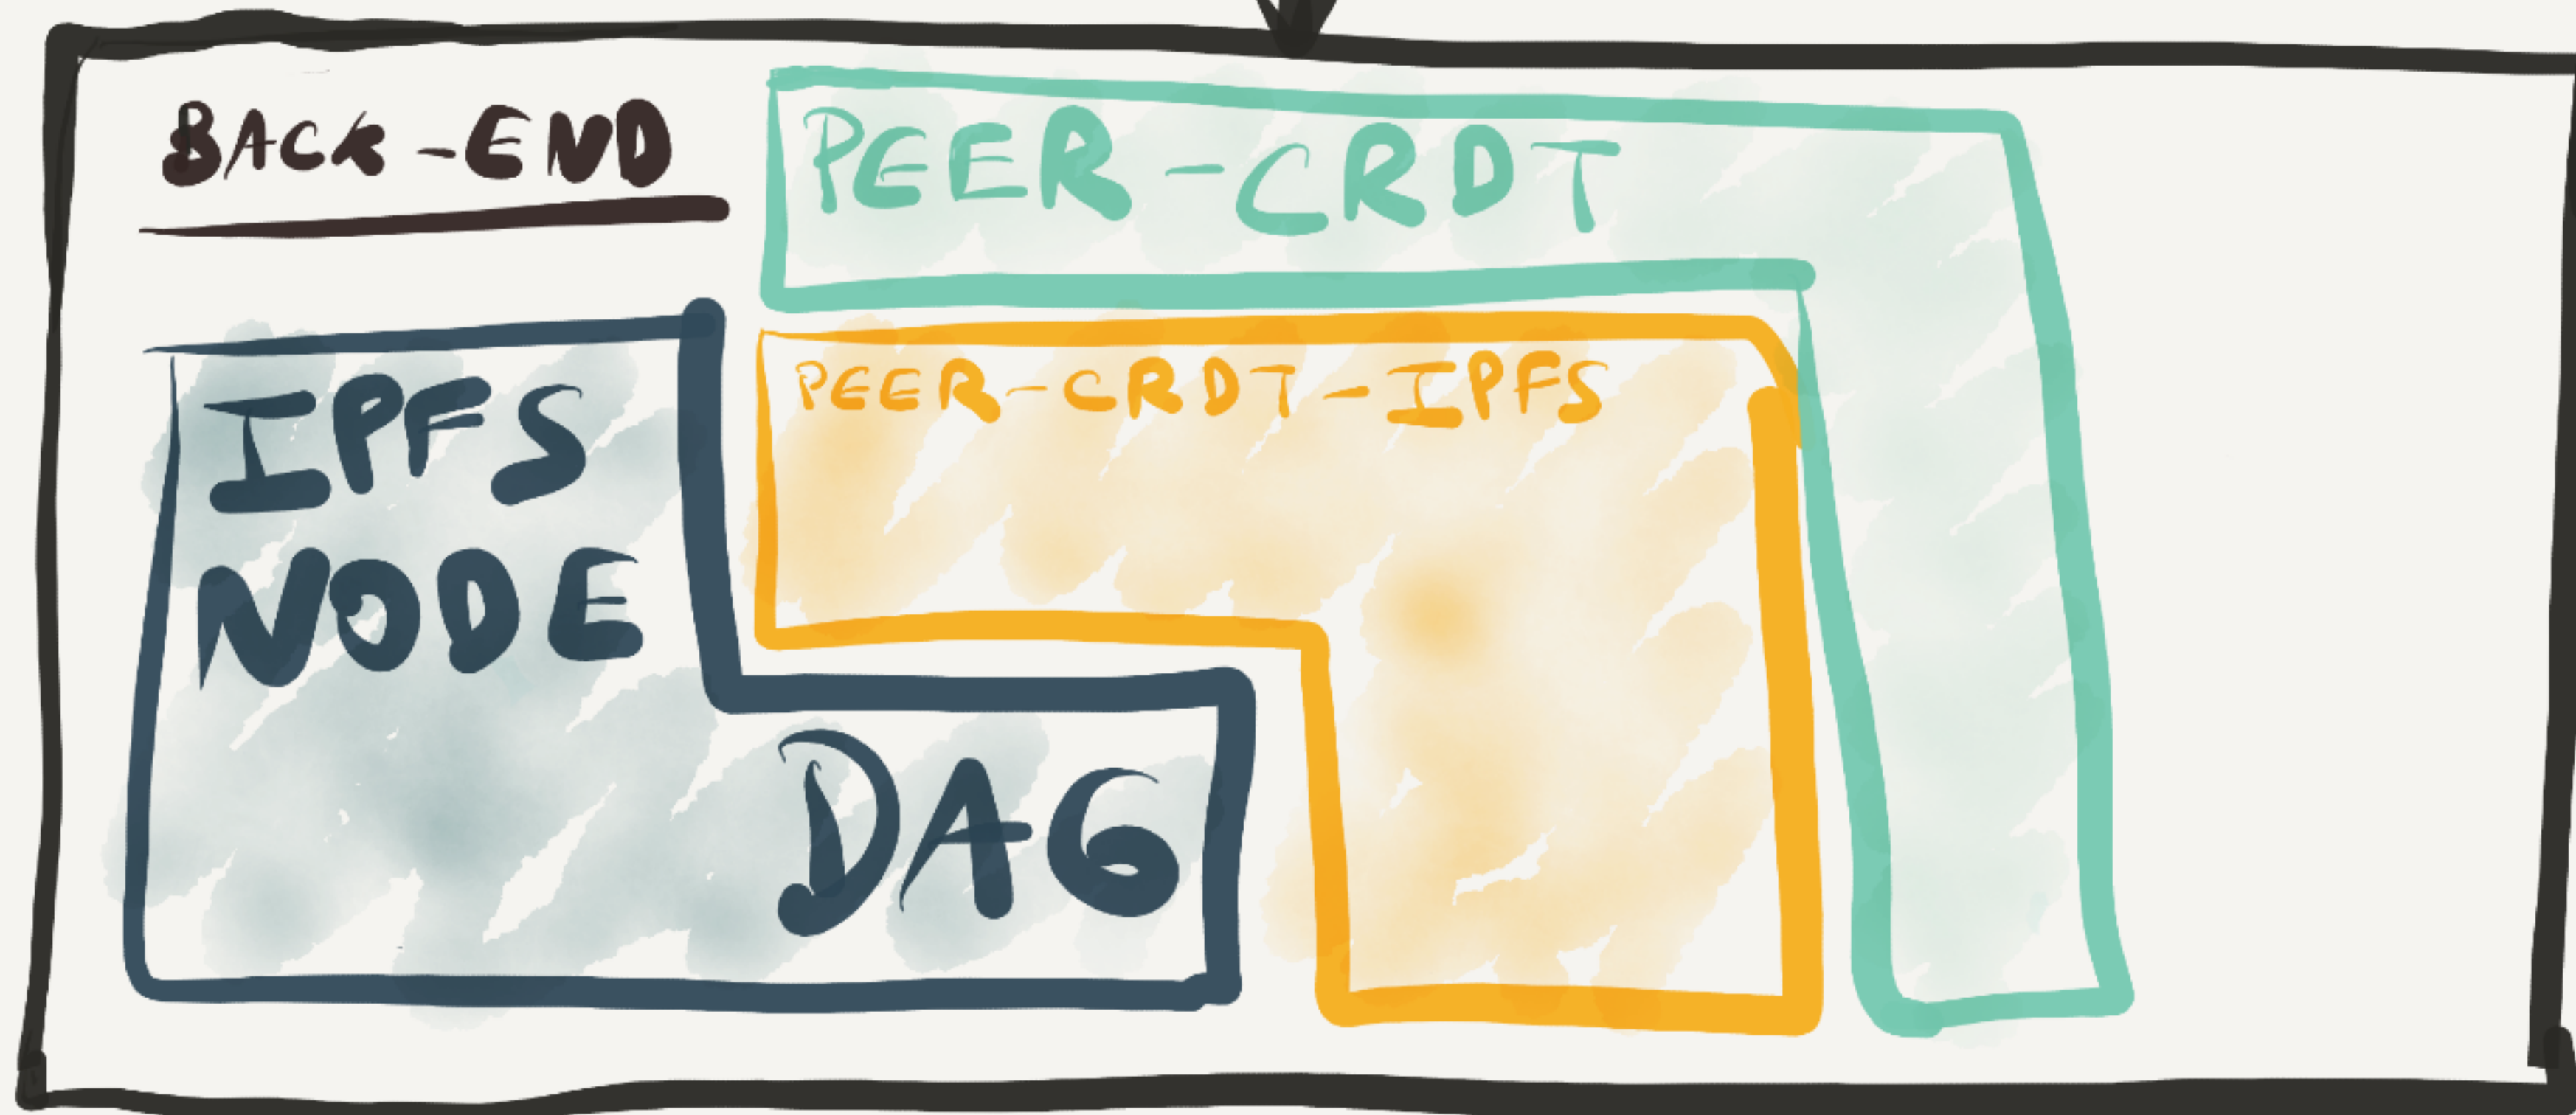 BACK-END
PEER-CRDT
PEER-CRDT-IPFS
IPFS
NODE
DAG